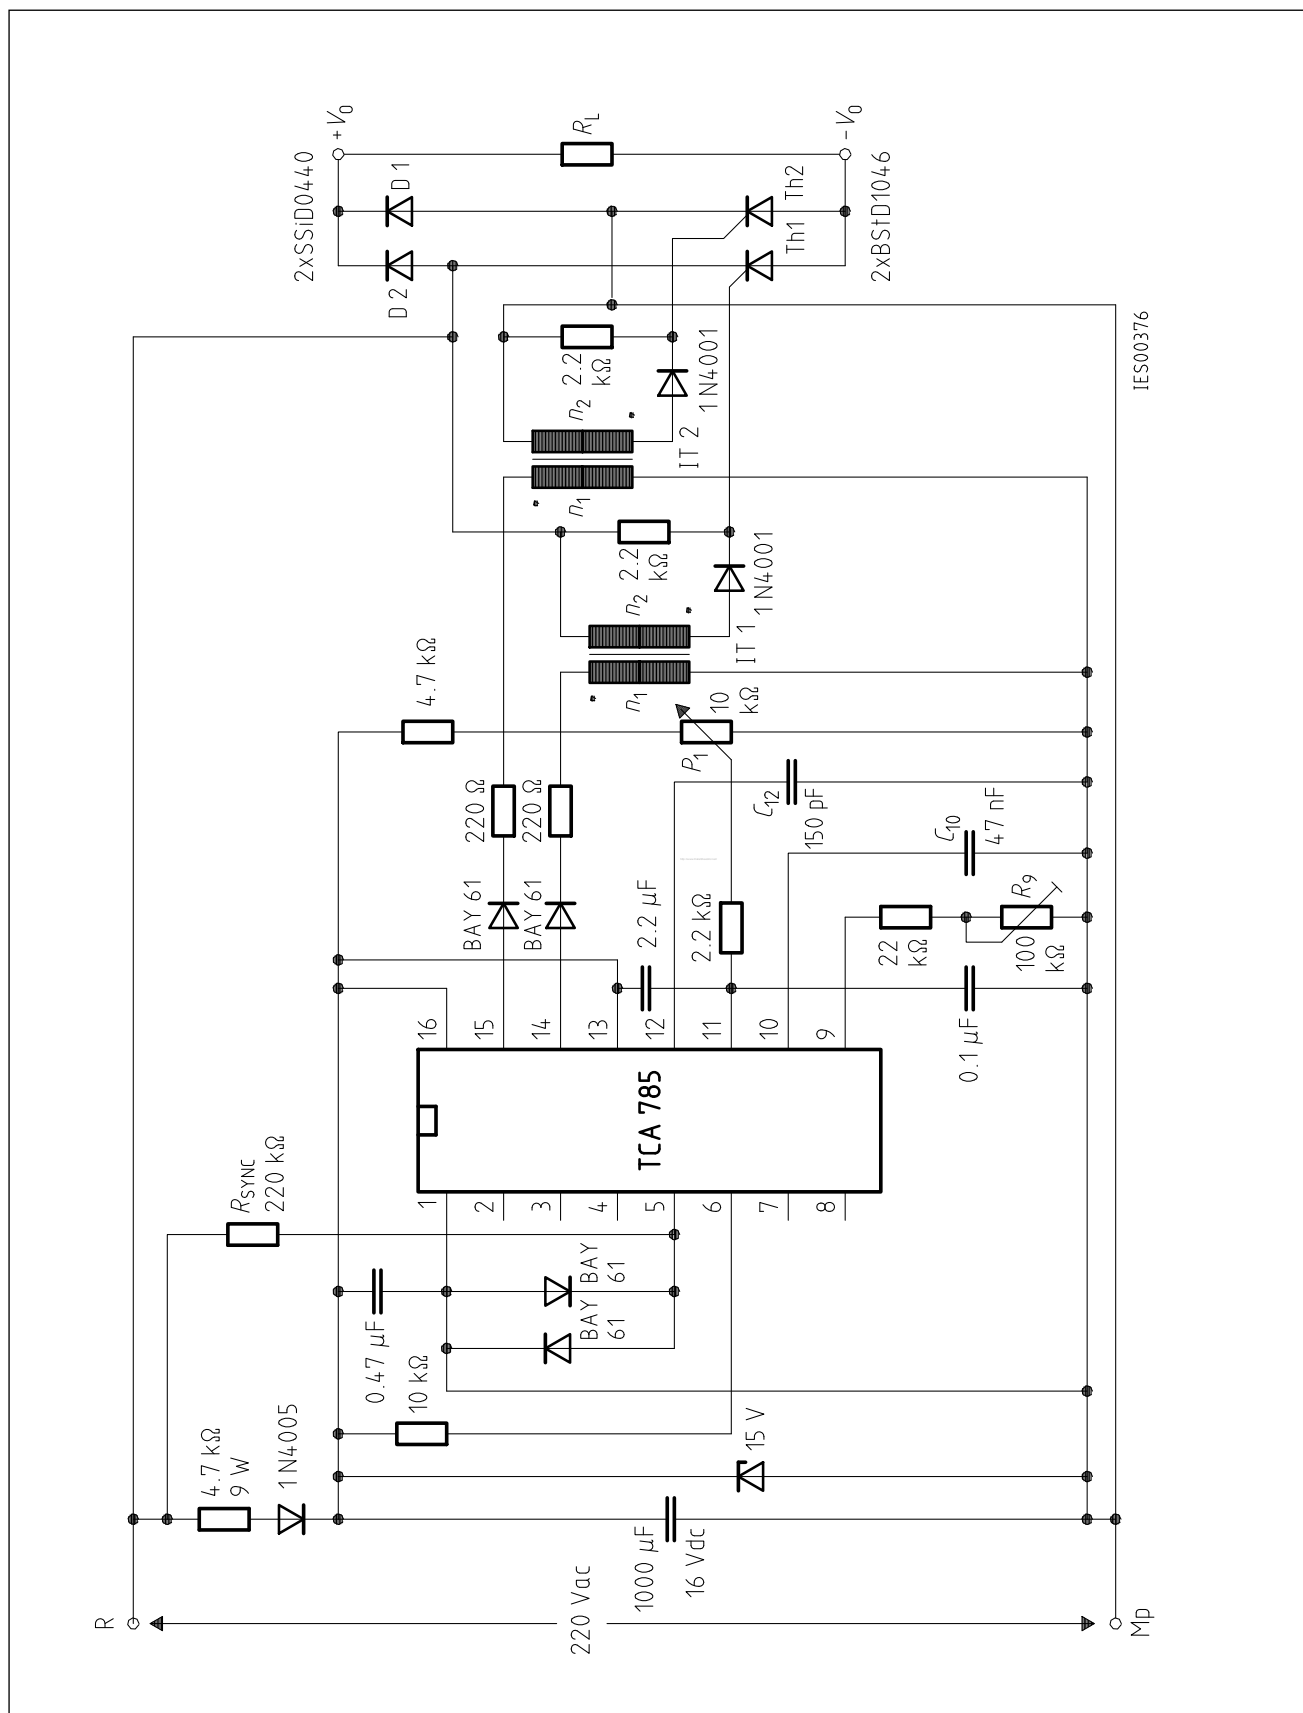 R
220 Vac
Mp
4.7 kΩ
9 W
1N4005
1000 μF
16 Vdc
15 V
10 kΩ
0.47 μF
BAY
61
BAY
61
RSYNC
220 kΩ
1
2
3
4
5
6
7
8
TCA 785
16
15
14
13
12
11
10
9
BAY 61
BAY 61
220 Ω
220 Ω
2.2 μF
2.2 kΩ
0.1 μF
22
kΩ
R9
100
kΩ
C10
47 nF
C12
150 pF
P1
10
kΩ
4.7 kΩ
n1
n2
IT 1
2.2
kΩ
1N4001
n1
n2
IT 2
2.2
kΩ
1N4001
2xSSiD0440
D 2
D 1
+V0
RL
-V0
Th1
Th2
2xBStD1046
IES00376